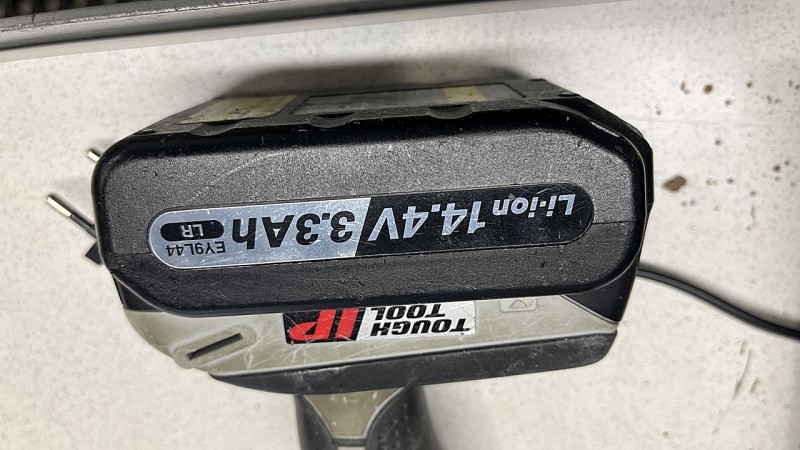 Li-ion 14.4V 3.3Ah
EY9L44
LR
TOUGH
TOOL IP